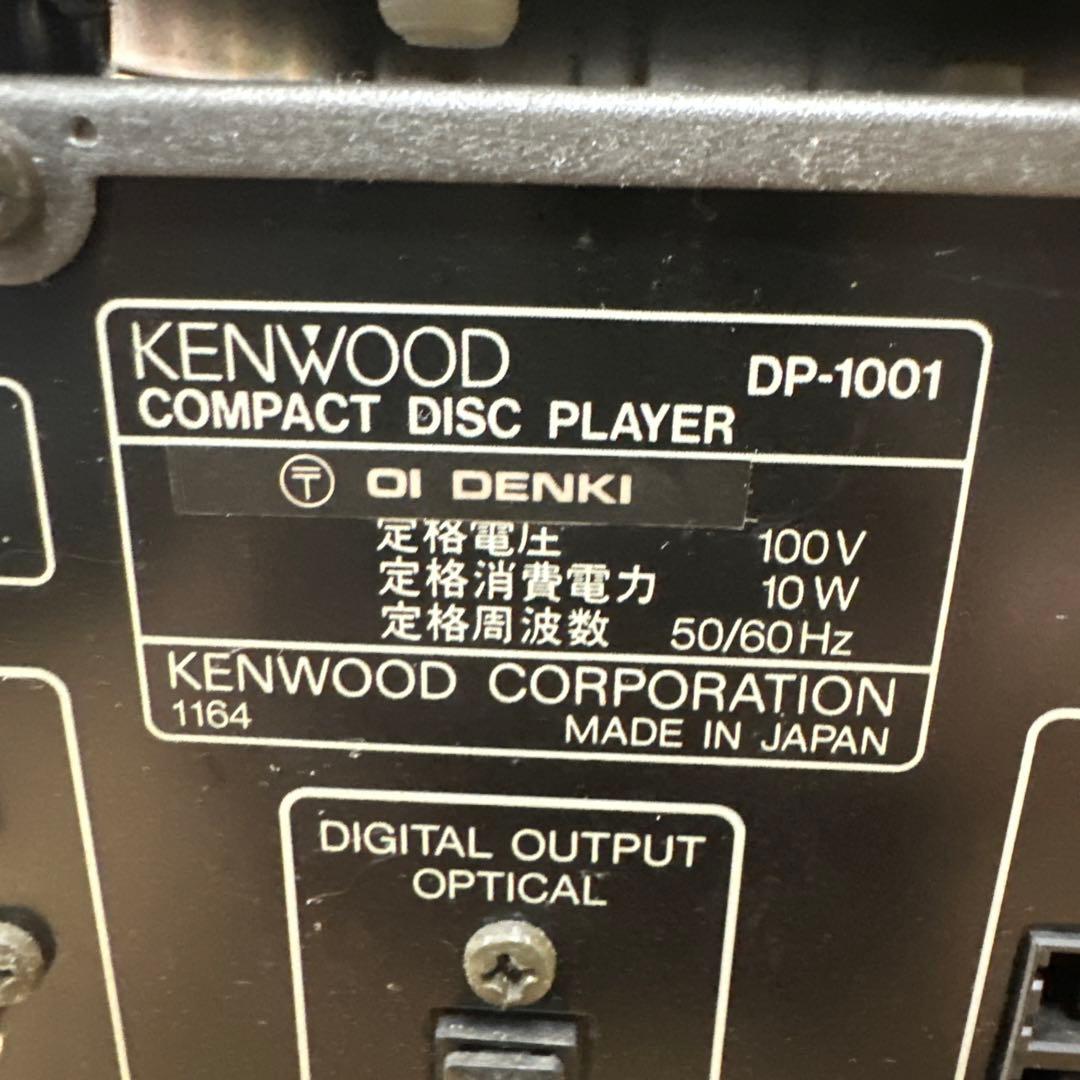 KENWOOD DP-1001
COMPACT DISC PLAYER
〒 OI DENKI
定格電圧 100V
定格消費電力 10W
定格周波数 50/60Hz
KENWOOD CORPORATION
1164 MADE IN JAPAN
DIGITAL OUTPUT
OPTICAL